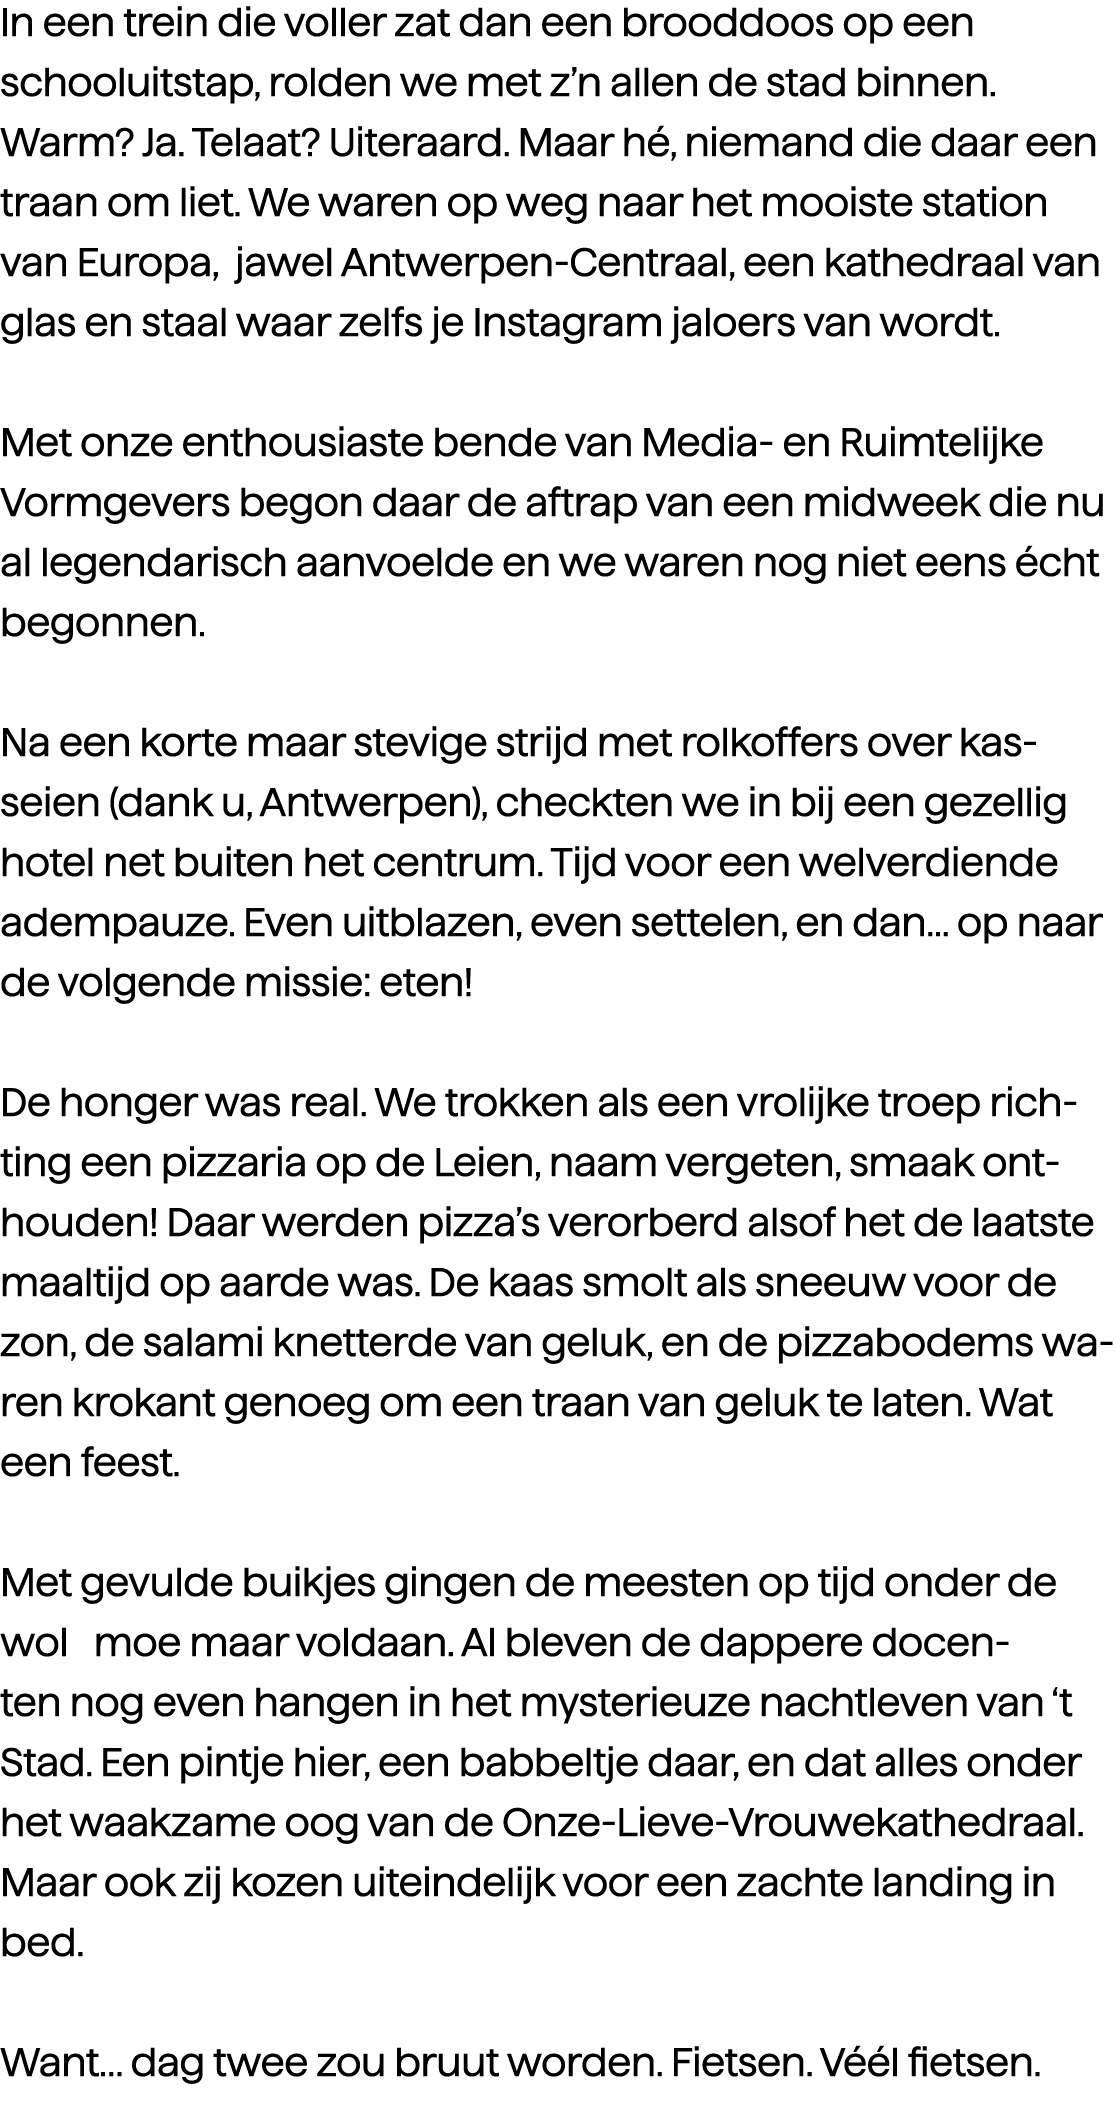 In een trein die voller zat dan een brooddoos op een
schooluitstap, rolden we met z’n allen de stad binnen.
Warm? Ja. Telaat? Uiteraard. Maar hé, niemand die daar een
traan om liet. We waren op weg naar het mooiste station
van Europa,  jawel Antwerpen-Centraal, een kathedraal van
glas en staal waar zelfs je Instagram jaloers van wordt.

Met onze enthousiaste bende van Media- en Ruimtelijke
Vormgevers begon daar de aftrap van een midweek die nu
al legendarisch aanvoelde en we waren nog niet eens écht
begonnen.

Na een korte maar stevige strijd met rolkoffers over kas-
seien (dank u, Antwerpen), checkten we in bij een gezellig
hotel net buiten het centrum. Tijd voor een welverdiende
adempauze. Even uitblazen, even settelen, en dan... op naar
de volgende missie: eten!

De honger was real. We trokken als een vrolijke troep rich-
ting een pizzaria op de Leien, naam vergeten, smaak ont-
houden! Daar werden pizza’s verorberd alsof het de laatste
maaltijd op aarde was. De kaas smolt als sneeuw voor de
zon, de salami knetterde van geluk, en de pizzabodems wa-
ren krokant genoeg om een traan van geluk te laten. Wat
een feest.

Met gevulde buikjes gingen de meesten op tijd onder de
wol   moe maar voldaan. Al bleven de dappere docen-
ten nog even hangen in het mysterieuze nachtleven van ‘t
Stad. Een pintje hier, een babbeltje daar, en dat alles onder
het waakzame oog van de Onze-Lieve-Vrouwekathedraal.
Maar ook zij kozen uiteindelijk voor een zachte landing in
bed.

Want... dag twee zou bruut worden. Fietsen. Véél fietsen.